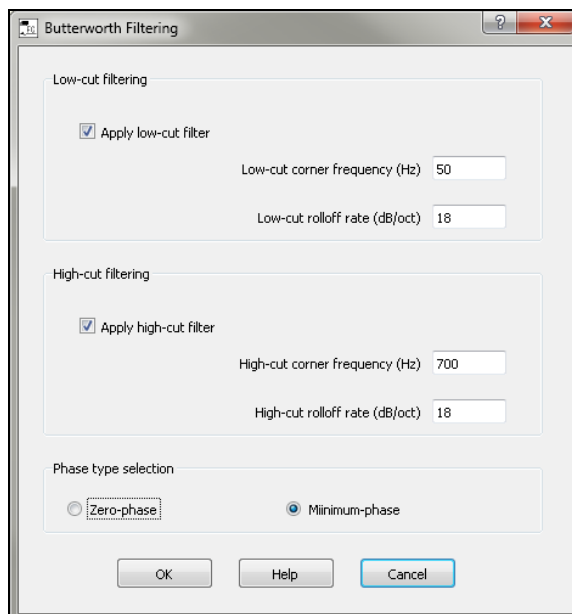 Butterworth Filtering
Low-cut filtering
Apply low-cut filter
Low-cut corner frequency (Hz) 50
Low-cut rolloff rate (dB/oct) 18
High-cut filtering
Apply high-cut filter
High-cut corner frequency (Hz) 700
High-cut rolloff rate (dB/oct) 18
Phase type selection
Zero-phase Miinimum-phase
OK Help Cancel